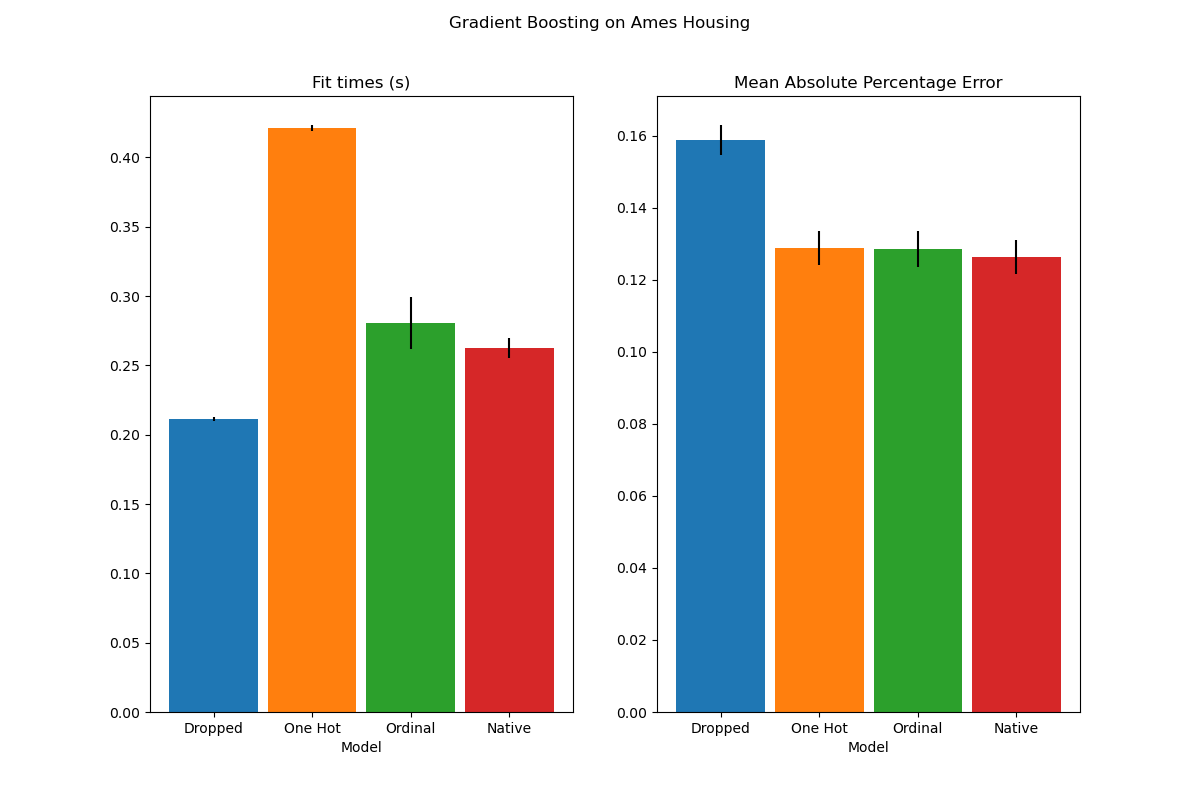 Gradient Boosting on Ames Housing
Fit times (s)
0.40
0.35
0.30
0.25
0.20
0.15
0.10
0.05
0.00
Dropped One Hot Ordinal Native
Model
Mean Absolute Percentage Error
0.16
0.14
0.12
0.10
0.08
0.06
0.04
0.02
0.00
Dropped One Hot Ordinal Native
Model